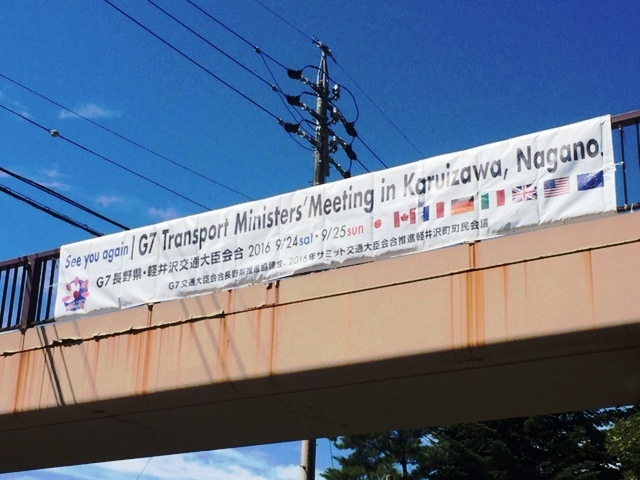 See you again | G7 Transport Ministers' Meeting in Karuizawa, Nagano.
G7長野県・軽井沢交通大臣会合 2016 9/24sat・9/25sun
G7交通大臣会合長野県推進協議会、2016年サミット交通大臣会合推進軽井沢町町民会議